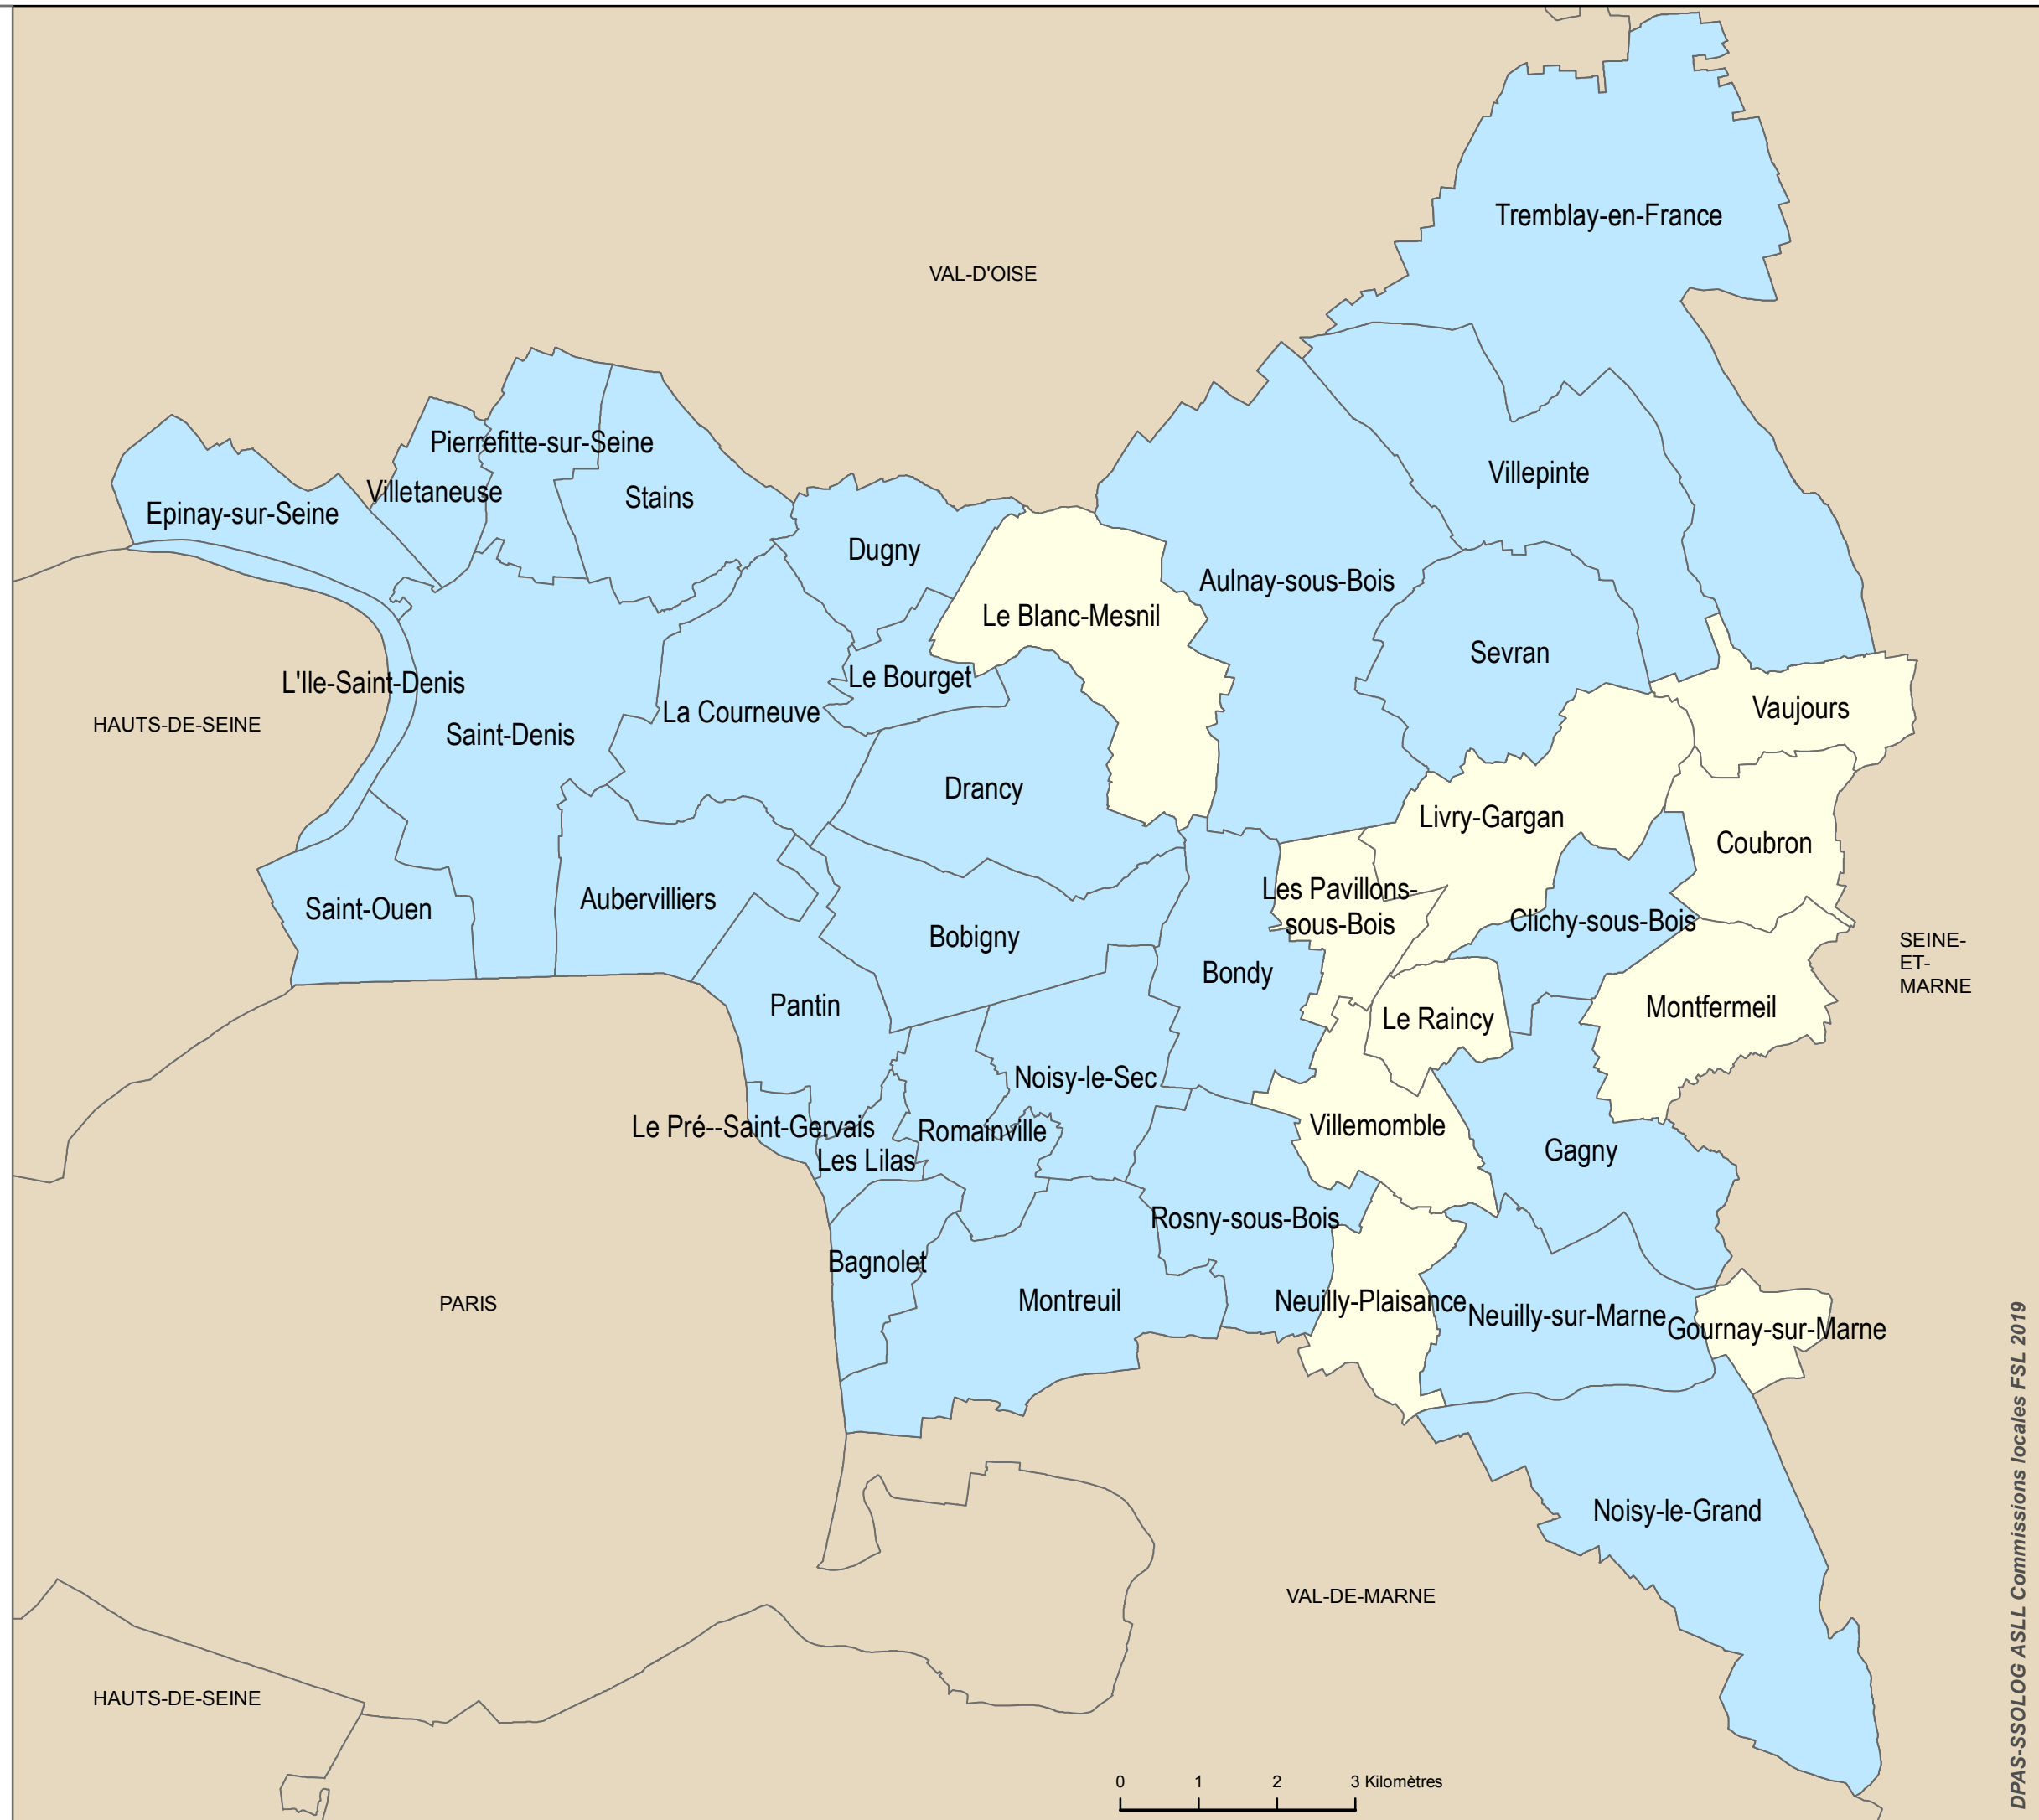 Tremblay-en-France
VAL-D'OISE
Pierrefitte-sur-Seine
Villepinte
Villetaneuse
Stains
Epinay-sur-Seine
Dugny
Aulnay-sous-Bois
Le Blanc-Mesnil
Sevran
Le Bourget
L'Ile-Saint-Denis
La Courneuve
Vaujours
HAUTS-DE-SEINE
Saint-Denis
Drancy
Livry-Gargan
Coubron
Les Pavillons-
sous-Bois
Aubervilliers
Saint-Ouen
Clichy-sous-Bois
Bobigny
SEINE-
ET-
MARNE
Bondy
Pantin
Montfermeil
Le Raincy
Noisy-le-Sec
Le Pré--Saint-Gervais
Romainville
Villemomble
Les Lilas
Gagny
Rosny-sous-Bois
Bagnolet
Montreuil
Neuilly-Plaisance
Neuilly-sur-Marne
Gournay-sur-Marne
PARIS
Noisy-le-Grand
VAL-DE-MARNE
HAUTS-DE-SEINE
0 1 2 3 Kilomètres
DPAS-SSOLOG ASLL Commissions locales FSL 2019